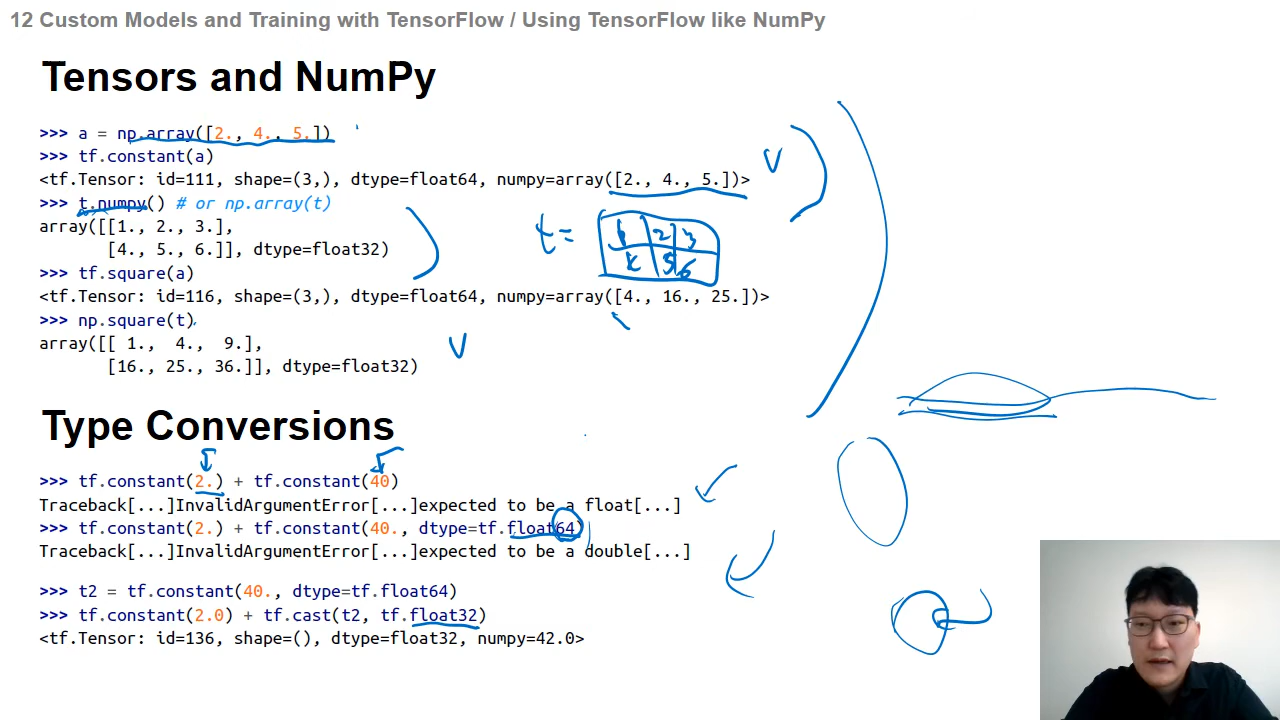 12 Custom Models and Training with TensorFlow / Using TensorFlow like NumPy
Tensors and NumPy
>>> a = np.array([2., 4., 5.])
>>> tf.constant(a)
<tf.Tensor: id=111, shape=(3,), dtype=float64, numpy=array([2., 4., 5.])>
>>> t.numpy() # or np.array(t)
array([[1., 2., 3.],
[4., 5., 6.]], dtype=float32)
t =
1 2 3
4 5 6
>>> tf.square(a)
<tf.Tensor: id=116, shape=(3,), dtype=float64, numpy=array([4., 16., 25.])>
>>> np.square(t)
array([[ 1., 4., 9.],
[16., 25., 36.]], dtype=float32)
Type Conversions
>>> tf.constant(2.) + tf.constant(40)
Traceback[...]InvalidArgumentError[...]expected to be a float[...]
>>> tf.constant(2.) + tf.constant(40., dtype=tf.float64)
Traceback[...]InvalidArgumentError[...]expected to be a double[...]
>>> t2 = tf.constant(40., dtype=tf.float64)
>>> tf.constant(2.0) + tf.cast(t2, tf.float32)
<tf.Tensor: id=136, shape=(), dtype=float32, numpy=42.0>